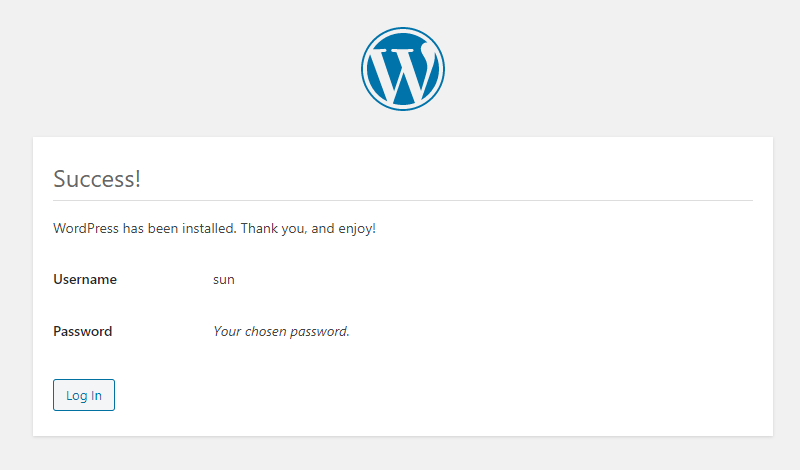 Success!
WordPress has been installed. Thank you, and enjoy!
Username sun
Password Your chosen password.
Log In